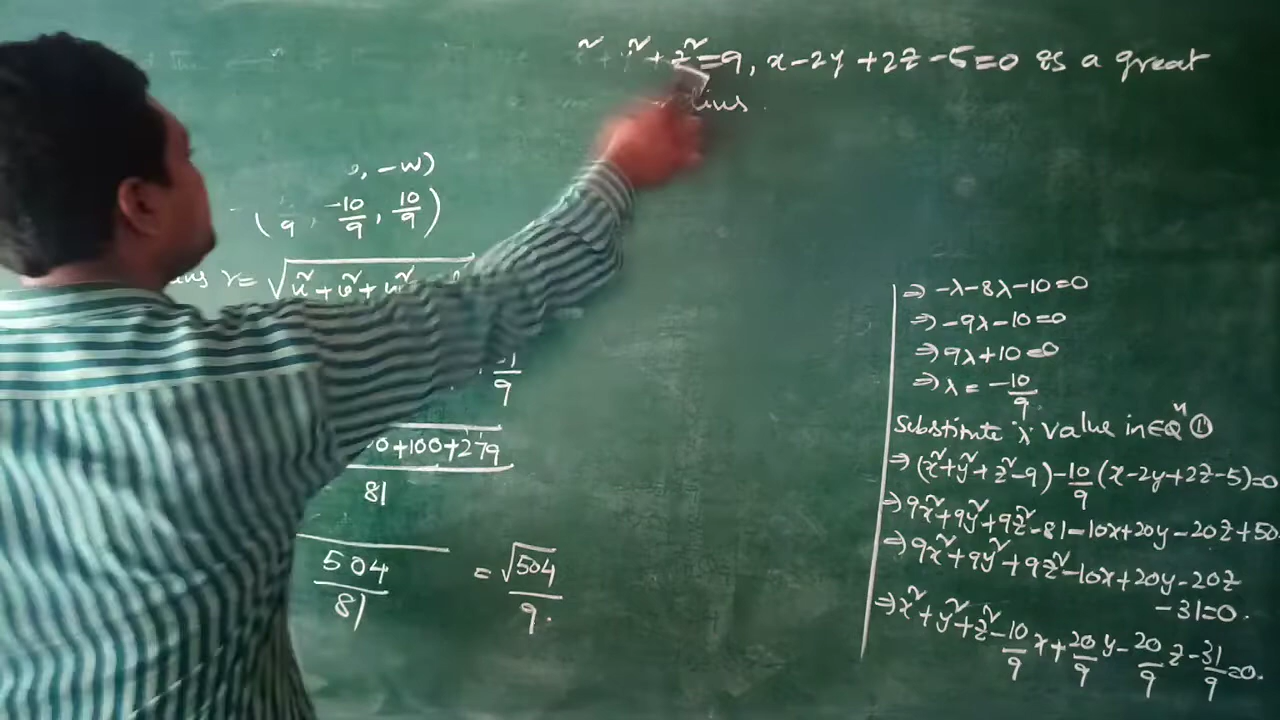 x² + y² + z² = 9, x - 2y + 2z - 5 = 0 is a great
, -w)
( /9, -10/9, 10/9)
r = √u² + v² + w²
/9
0+100+279
81
504/81 = √504/9.
⇒ -λ - 8λ - 10 = 0
⇒ -9λ - 10 = 0
⇒ 9λ + 10 = 0
⇒ λ = -10/9.
Substitute 'λ' value in EQⁿ ①
⇒ (x² + y² + z² - 9) - 10/9 (x - 2y + 2z - 5) = 0
⇒ 9x² + 9y² + 9z² - 81 - 10x + 20y - 20z + 50
⇒ 9x² + 9y² + 9z² - 10x + 20y - 20z
- 31 = 0.
⇒ x² + y² + z² - 10/9 x + 20/9 y - 20/9 z - 31/9 = 0.